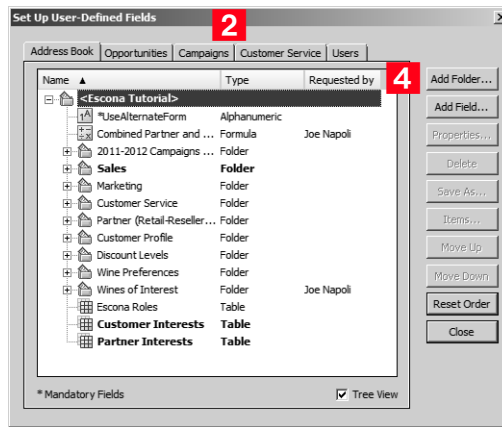 Set Up User-Defined Fields
2
Address Book Opportunities Campaigns Customer Service Users
4
Name Type Requested by
<Escona Tutorial>
*UseAlternateForm Alphanumeric
Combined Partner and ... Formula Joe Napoli
2011-2012 Campaigns ... Folder
Sales Folder
Marketing Folder
Customer Service Folder
Partner (Retail-Reseller... Folder
Customer Profile Folder
Discount Levels Folder
Wine Preferences Folder
Wines of Interest Folder Joe Napoli
Escona Roles Table
Customer Interests Table
Partner Interests Table
* Mandatory Fields
Tree View
Add Folder...
Add Field...
Properties...
Delete
Save As...
Items...
Move Up
Move Down
Reset Order
Close